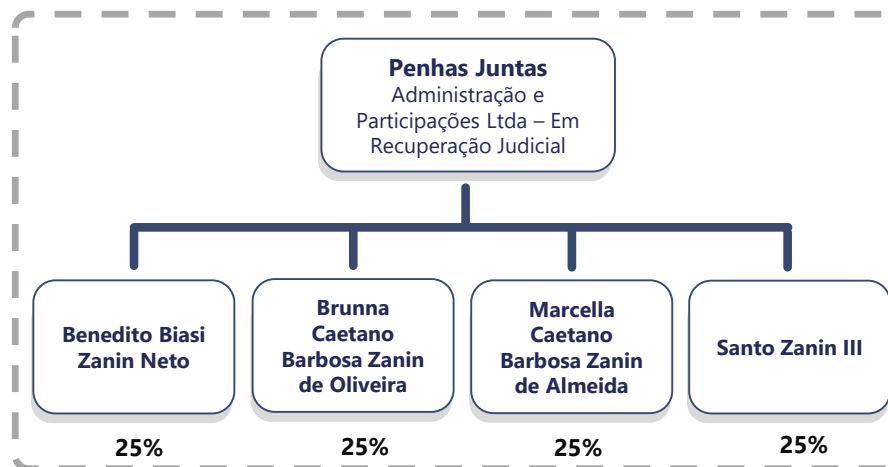 Penhas Juntas
Administração e
Participações Ltda – Em
Recuperação Judicial
Benedito Biasi
Zanin Neto
Brunna
Caetano
Barbosa Zanin
de Oliveira
Marcella
Caetano
Barbosa Zanin
de Almeida
Santo Zanin III
25%
25%
25%
25%